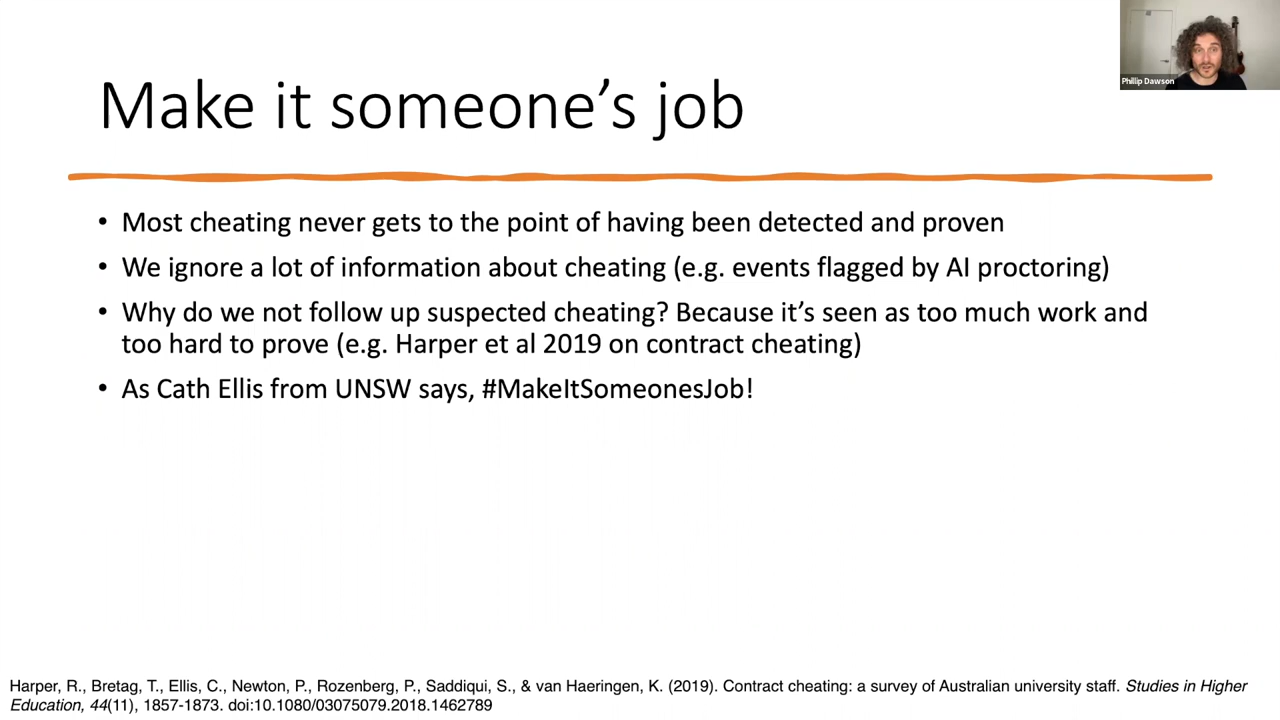 Phillip Dawson
Make it someone’s job
• Most cheating never gets to the point of having been detected and proven
• We ignore a lot of information about cheating (e.g. events flagged by AI proctoring)
• Why do we not follow up suspected cheating? Because it’s seen as too much work and
too hard to prove (e.g. Harper et al 2019 on contract cheating)
• As Cath Ellis from UNSW says, #MakeItSomeonesJob!
Harper, R., Bretag, T., Ellis, C., Newton, P., Rozenberg, P., Saddiqui, S., & van Haeringen, K. (2019). Contract cheating: a survey of Australian university staff. Studies in Higher
Education, 44(11), 1857-1873. doi:10.1080/03075079.2018.1462789